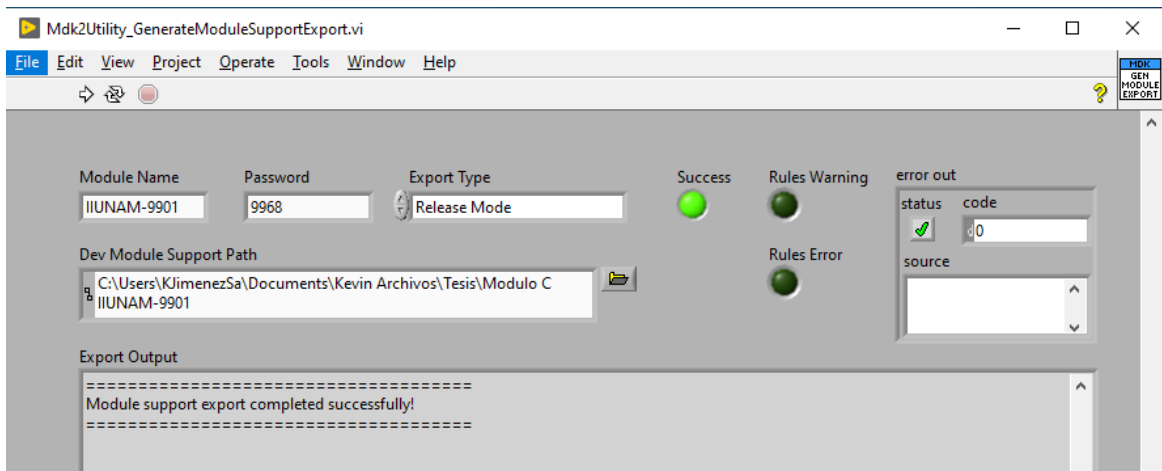 Mdk2Utility_GenerateModuleSupportExport.vi
File Edit View Project Operate Tools Window Help
MDK
GEN
MODULE
EXPORT
Module Name Password Export Type Success Rules Warning error out
IIUNAM-9901 9968 Release Mode status code
0
Dev Module Support Path Rules Error source
C:\Users\KJimenezSa\Documents\Kevin Archivos\Tesis\Modulo C
IIUNAM-9901
Export Output
=====================================
Module support export completed successfully!
=====================================